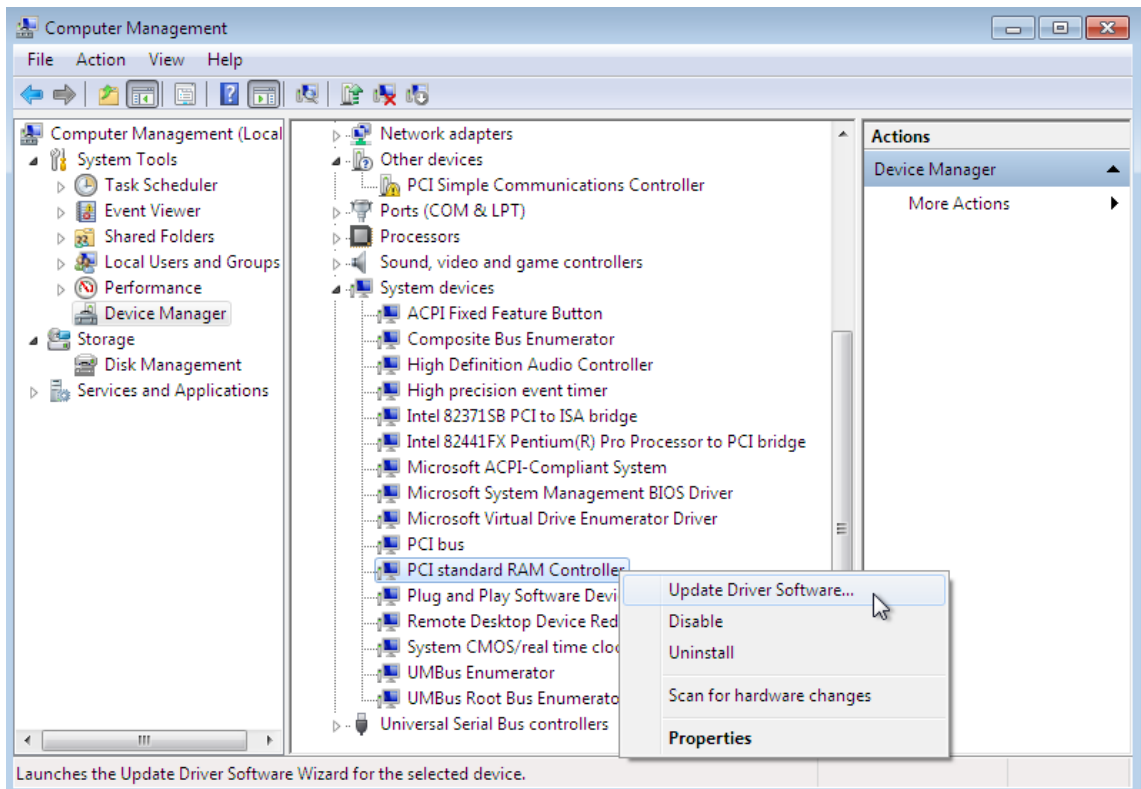 Computer Management
File Action View Help
Computer Management (Local
System Tools
Task Scheduler
Event Viewer
Shared Folders
Local Users and Groups
Performance
Device Manager
Storage
Disk Management
Services and Applications
Network adapters
Other devices
PCI Simple Communications Controller
Ports (COM & LPT)
Processors
Sound, video and game controllers
System devices
ACPI Fixed Feature Button
Composite Bus Enumerator
High Definition Audio Controller
High precision event timer
Intel 82371SB PCI to ISA bridge
Intel 82441FX Pentium(R) Pro Processor to PCI bridge
Microsoft ACPI-Compliant System
Microsoft System Management BIOS Driver
Microsoft Virtual Drive Enumerator Driver
PCI bus
PCI standard RAM Controller
Plug and Play Software Devi
Remote Desktop Device Red
System CMOS/real time cloc
UMBus Enumerator
UMBus Root Bus Enumerato
Universal Serial Bus controllers
Update Driver Software...
Disable
Uninstall
Scan for hardware changes
Properties
Actions
Device Manager
More Actions
Launches the Update Driver Software Wizard for the selected device.